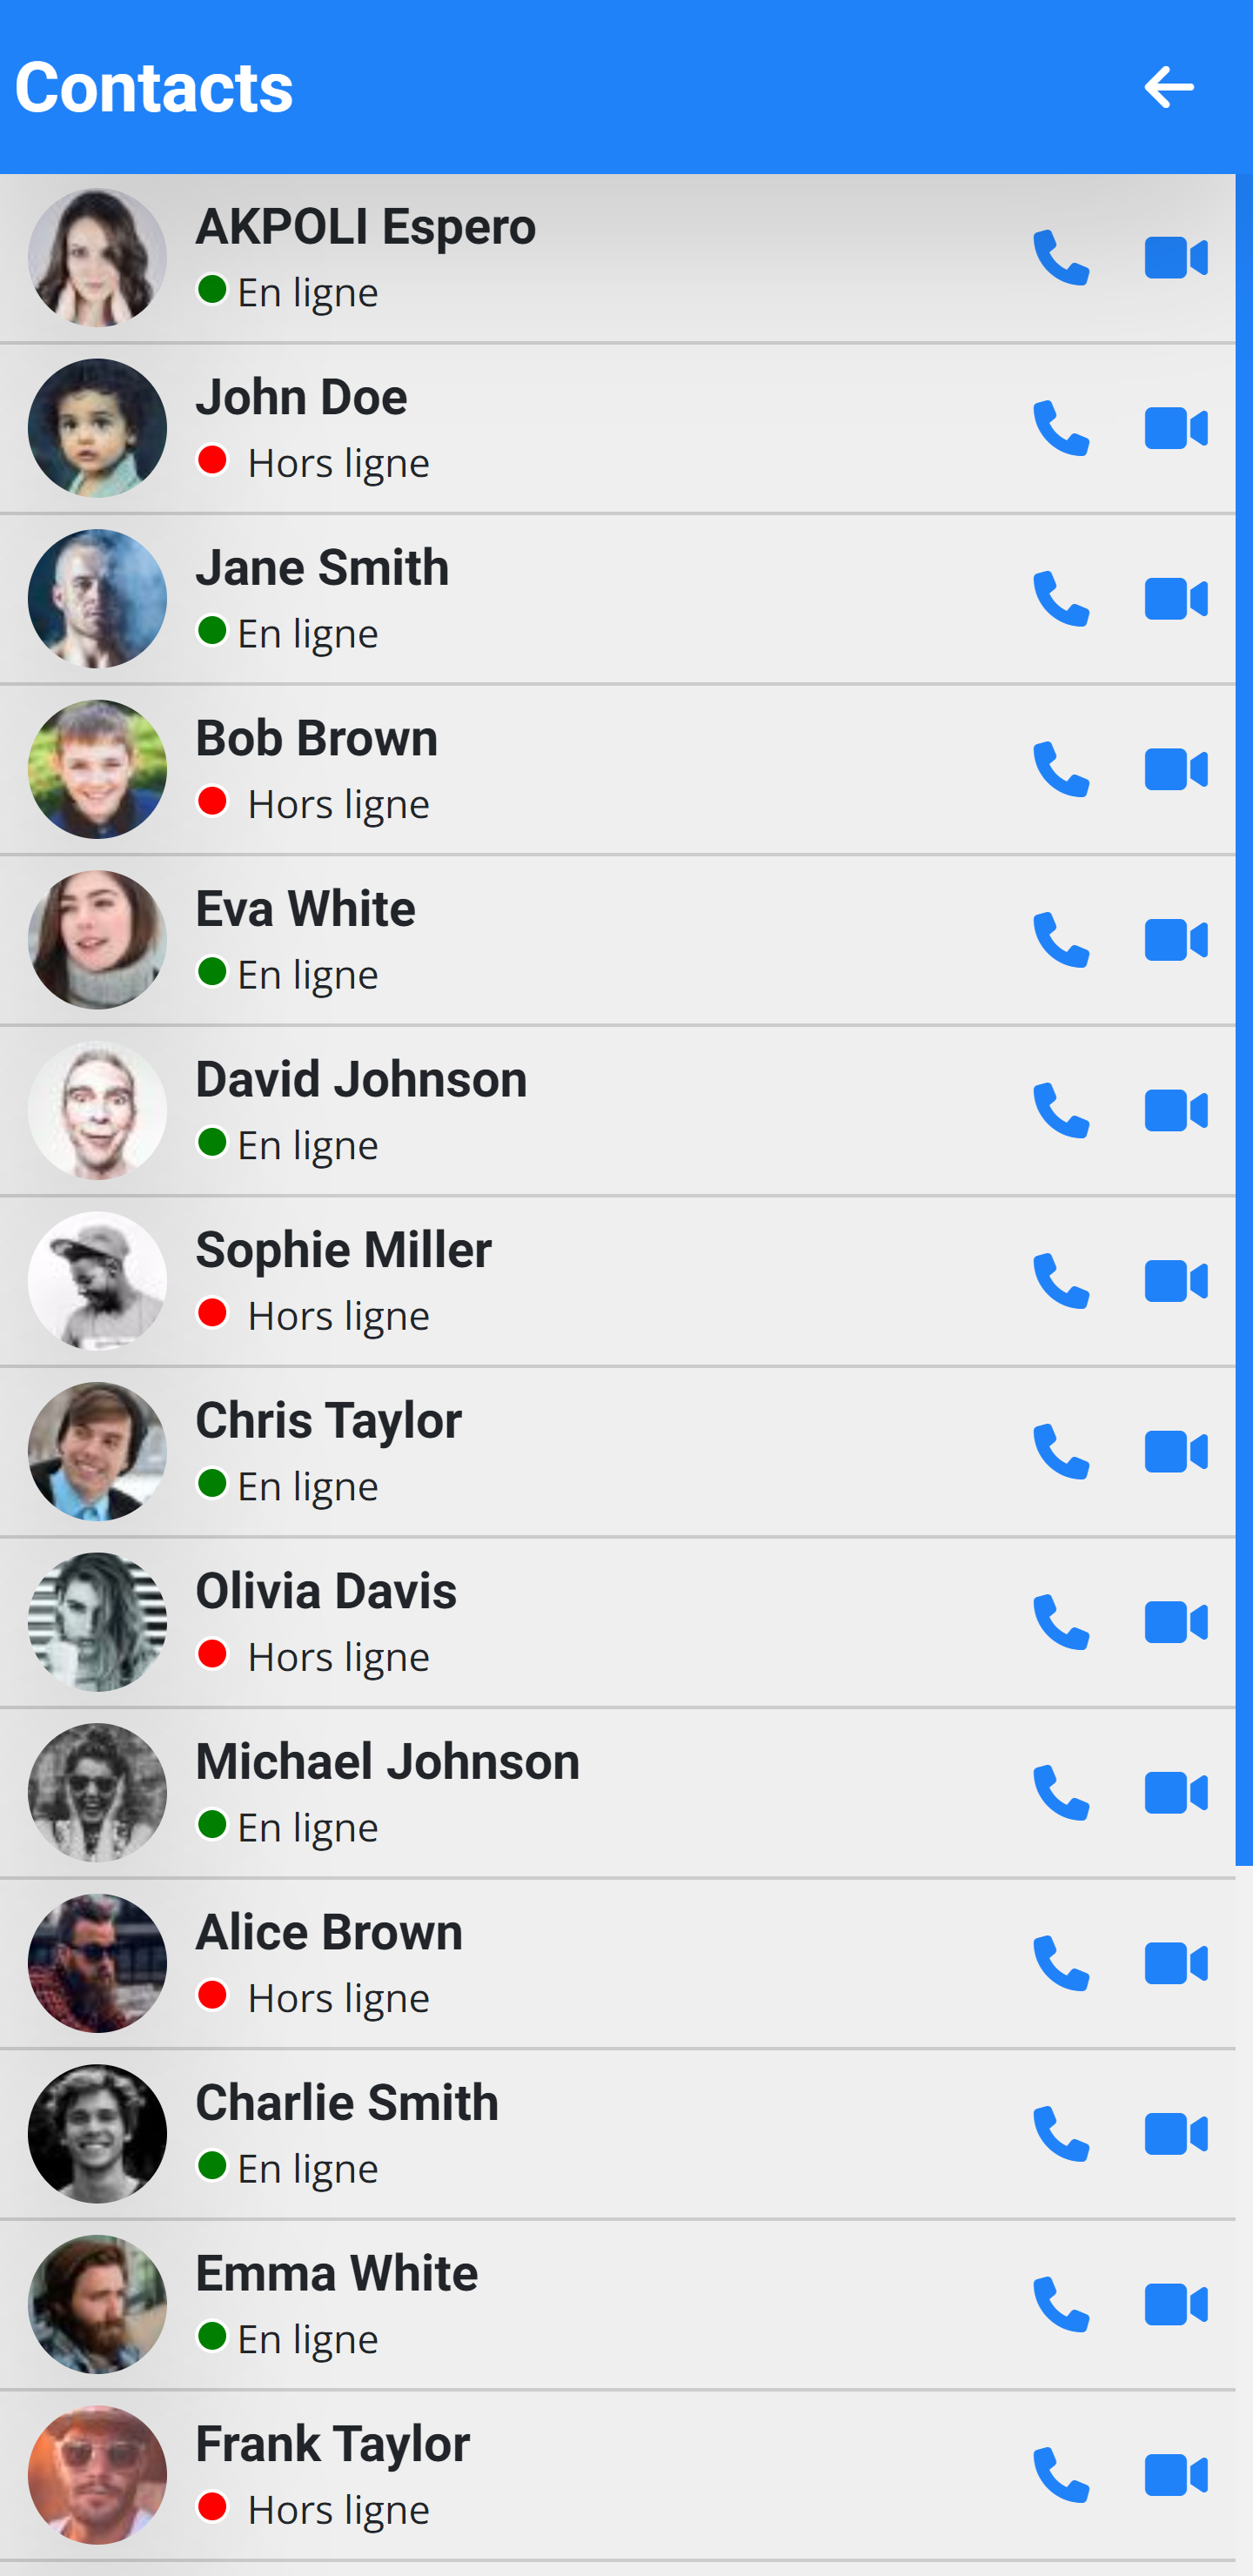 Contacts
AKPOLI Espero
En ligne
John Doe
Hors ligne
Jane Smith
En ligne
Bob Brown
Hors ligne
Eva White
En ligne
David Johnson
En ligne
Sophie Miller
Hors ligne
Chris Taylor
En ligne
Olivia Davis
Hors ligne
Michael Johnson
En ligne
Alice Brown
Hors ligne
Charlie Smith
En ligne
Emma White
En ligne
Frank Taylor
Hors ligne